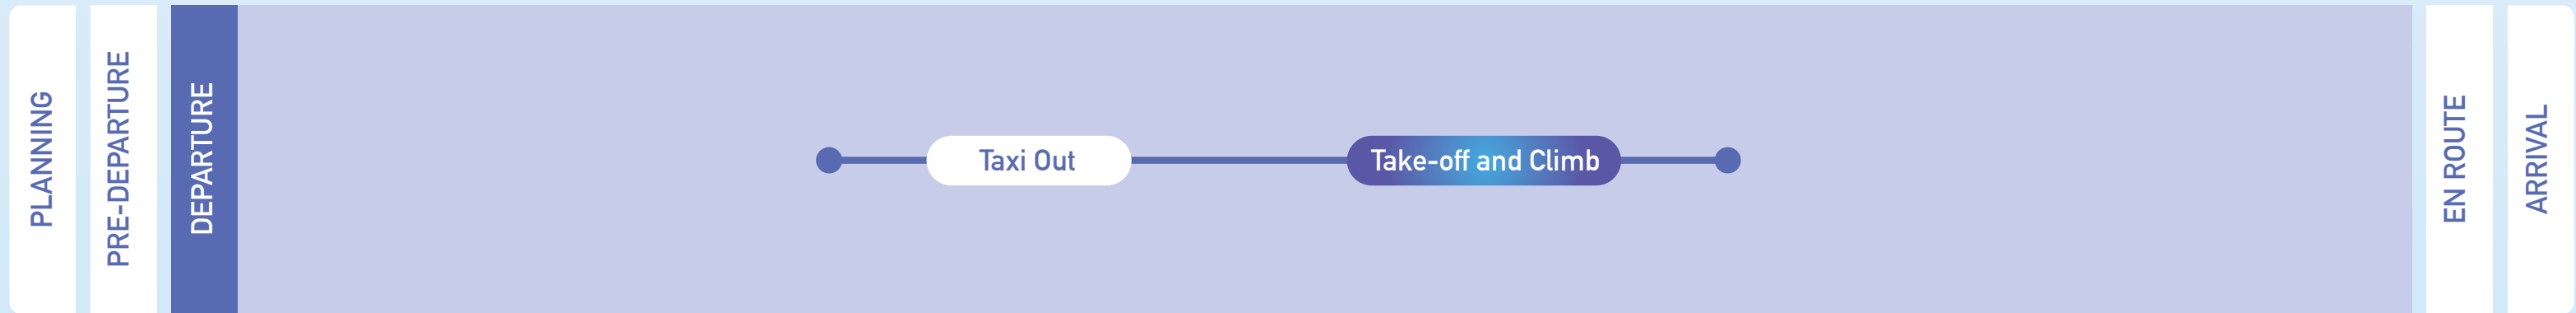 PLANNING
PRE-DEPARTURE
DEPARTURE
Taxi Out
Take-off and Climb
EN ROUTE
ARRIVAL